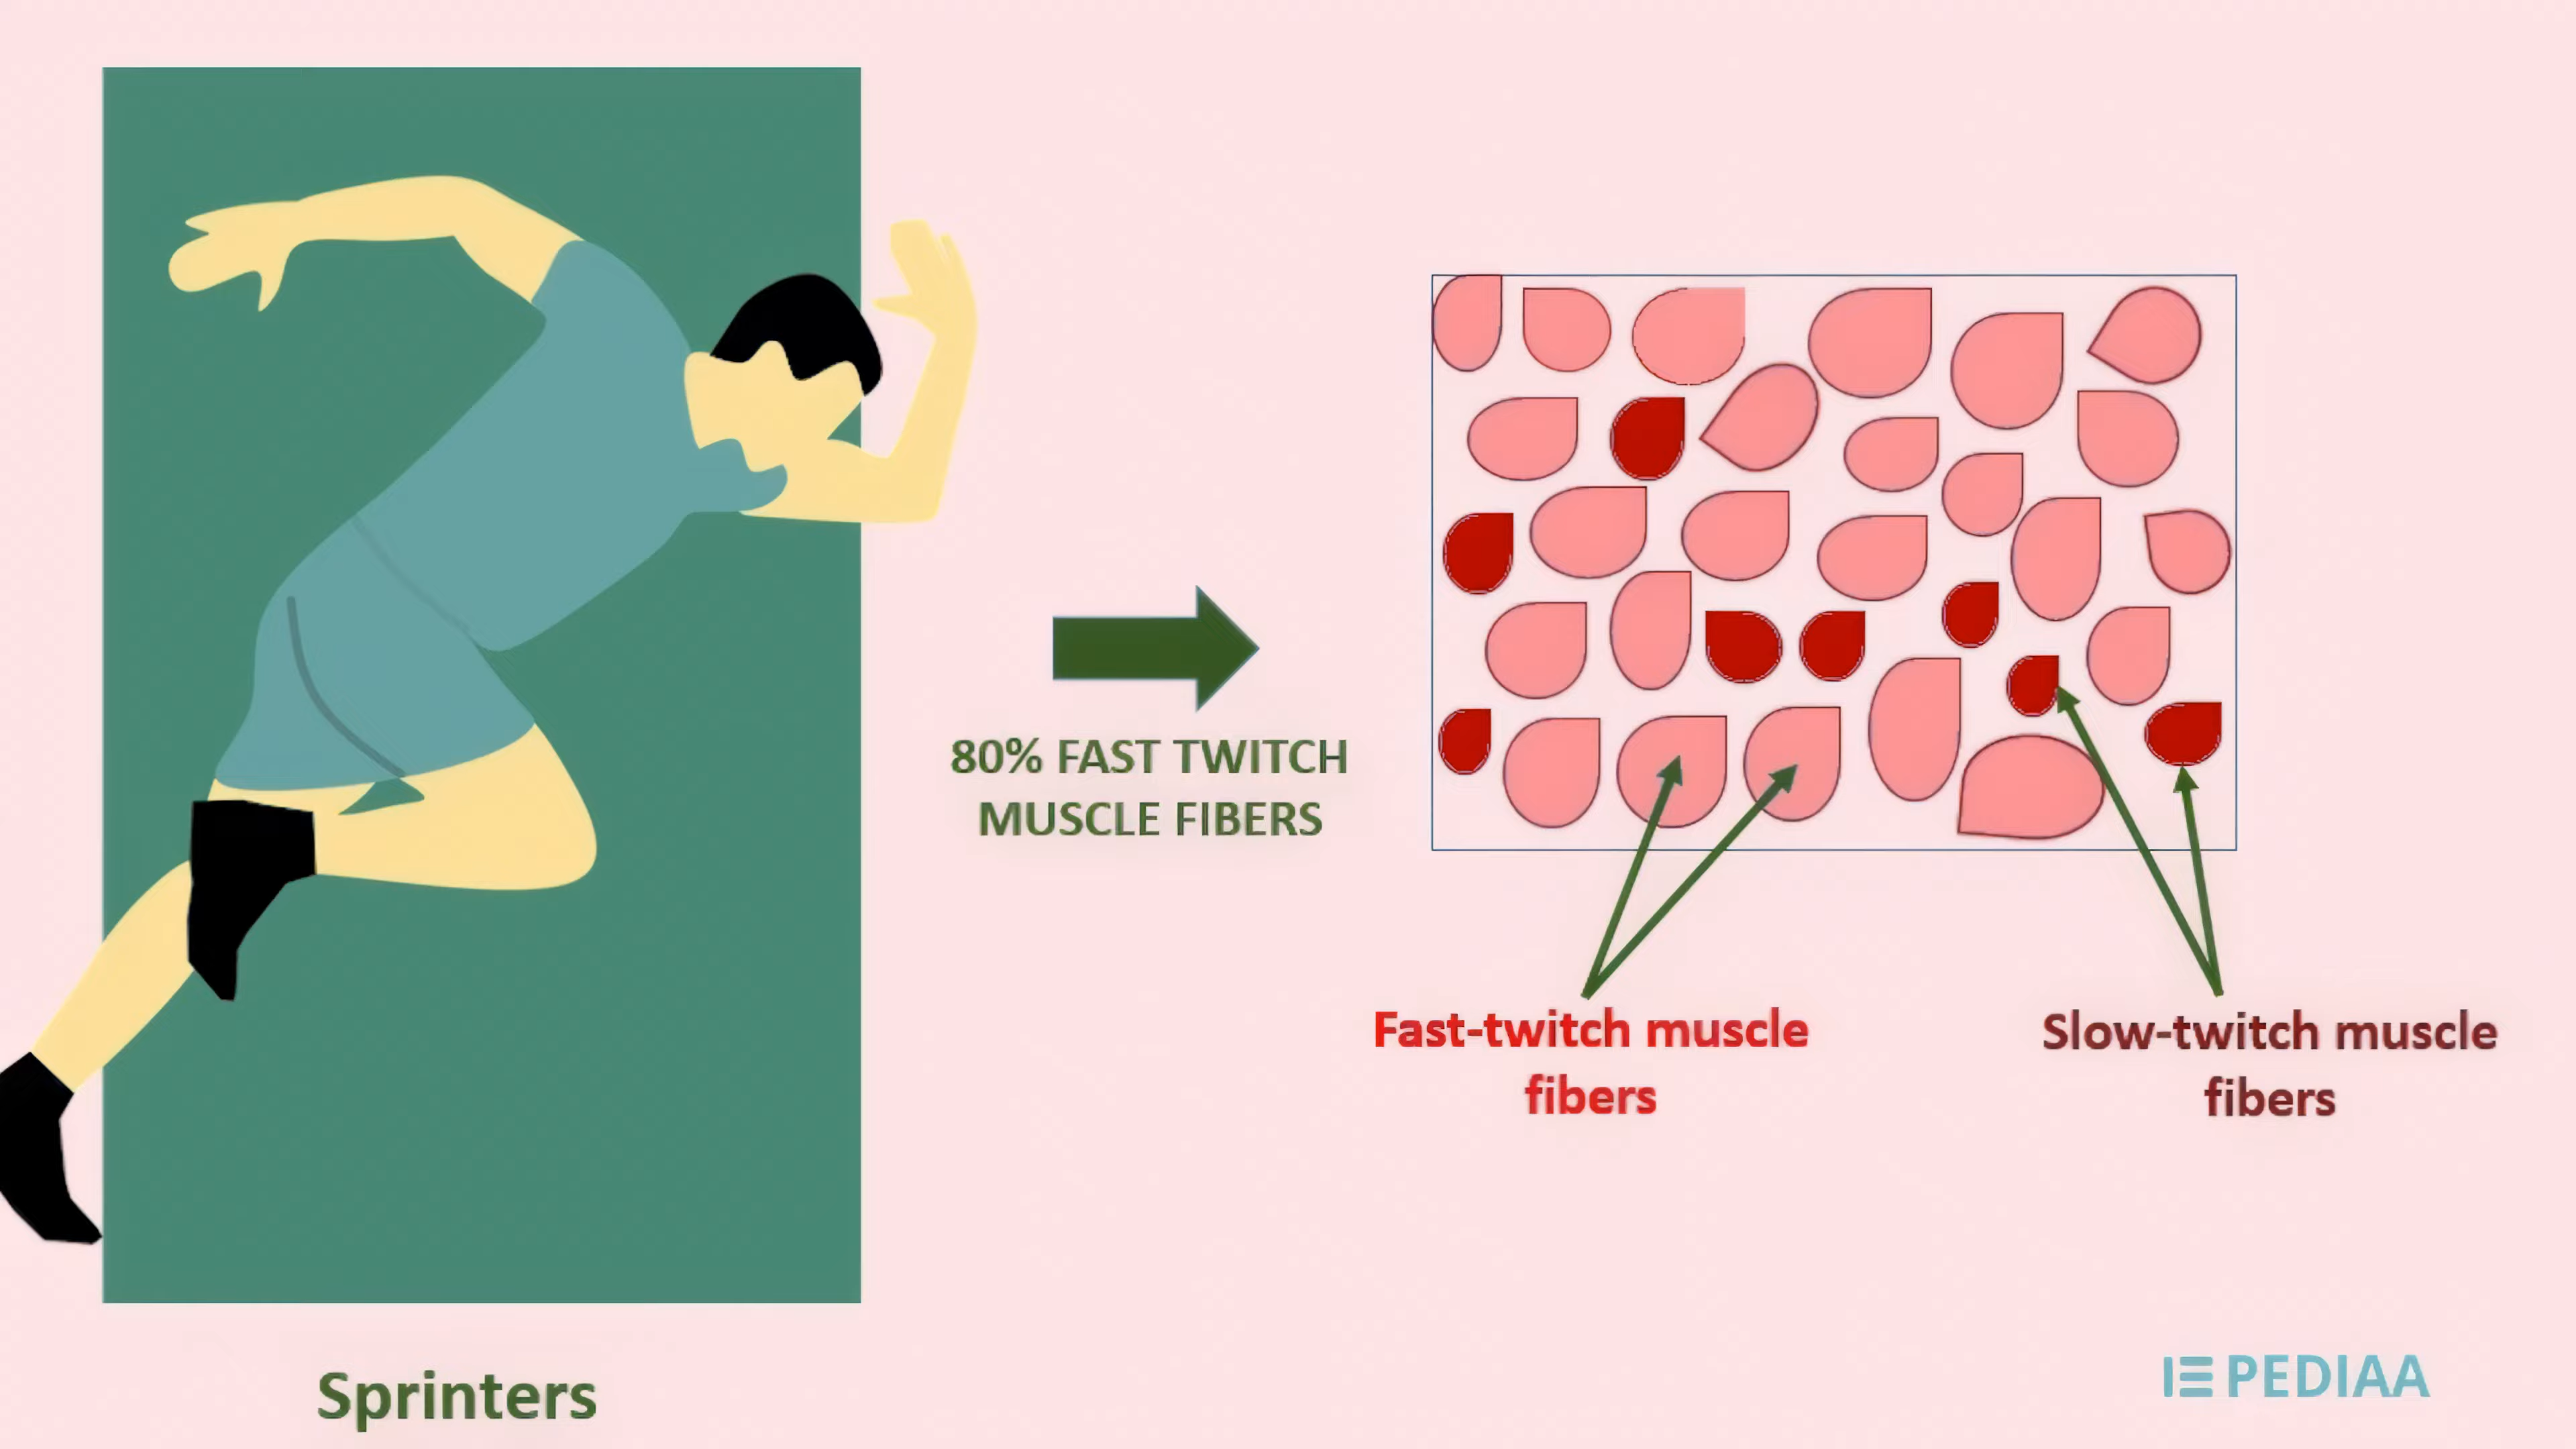 80% FAST TWITCH
MUSCLE FIBERS
Fast-twitch muscle
fibers
Slow-twitch muscle
fibers
Sprinters
PEDIAA